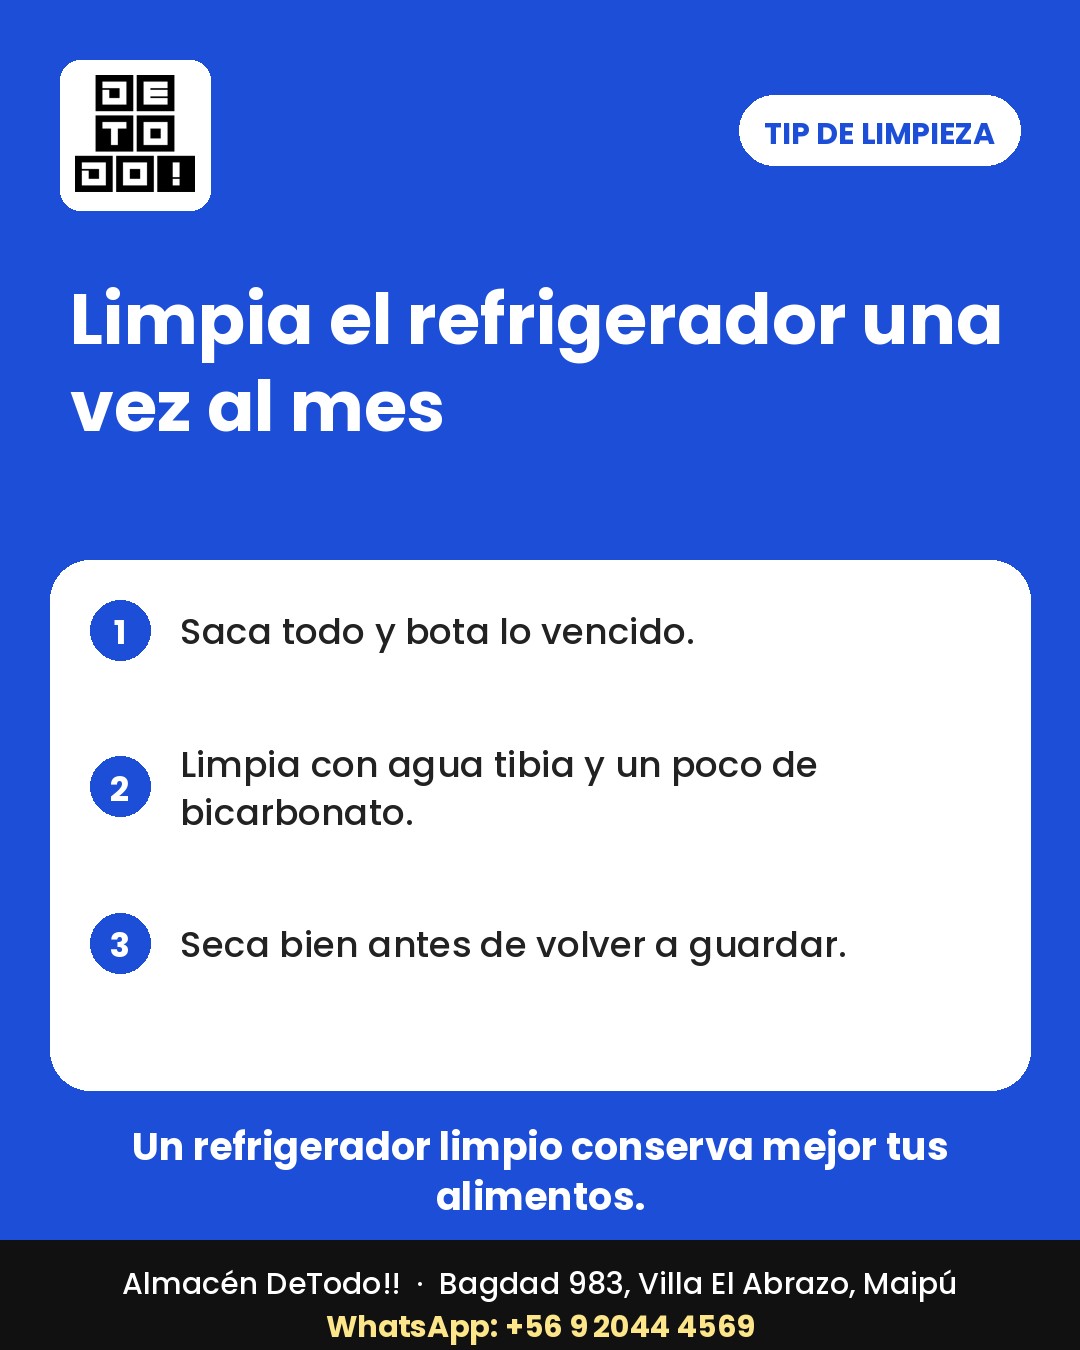 DE
TO
DO!
TIP DE LIMPIEZA
Limpia el refrigerador una
vez al mes
1 Saca todo y bota lo vencido.
2 Limpia con agua tibia y un poco de
bicarbonato.
3 Seca bien antes de volver a guardar.
Un refrigerador limpio conserva mejor tus
alimentos.
Almacén DeTodo!! · Bagdad 983, Villa El Abrazo, Maipú
WhatsApp: +56 9 2044 4569